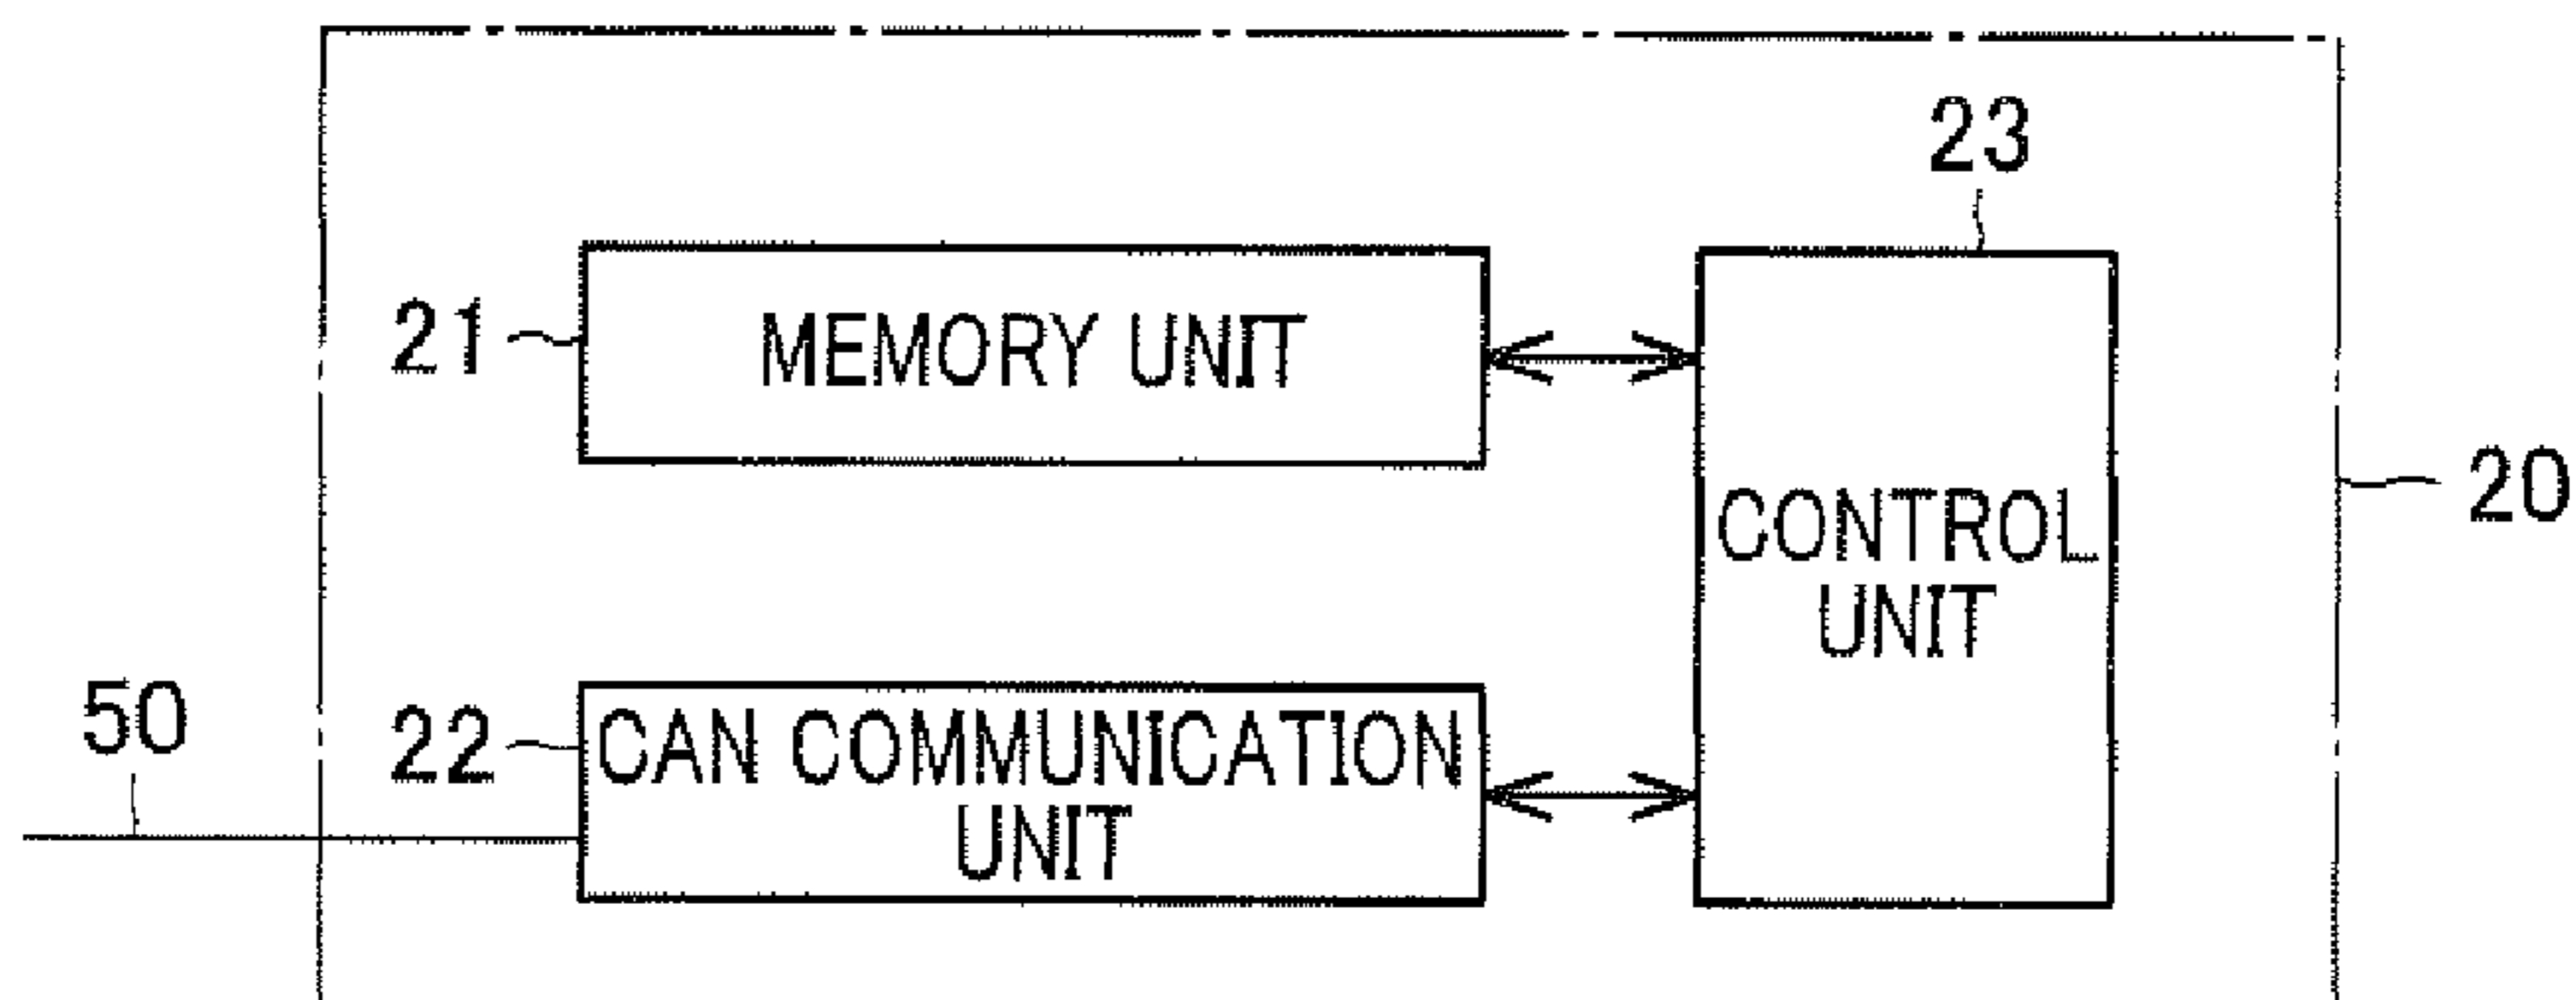 23
21
MEMORY UNIT
20
CONTROL
UNIT
50
22
CAN COMMUNICATION
UNIT